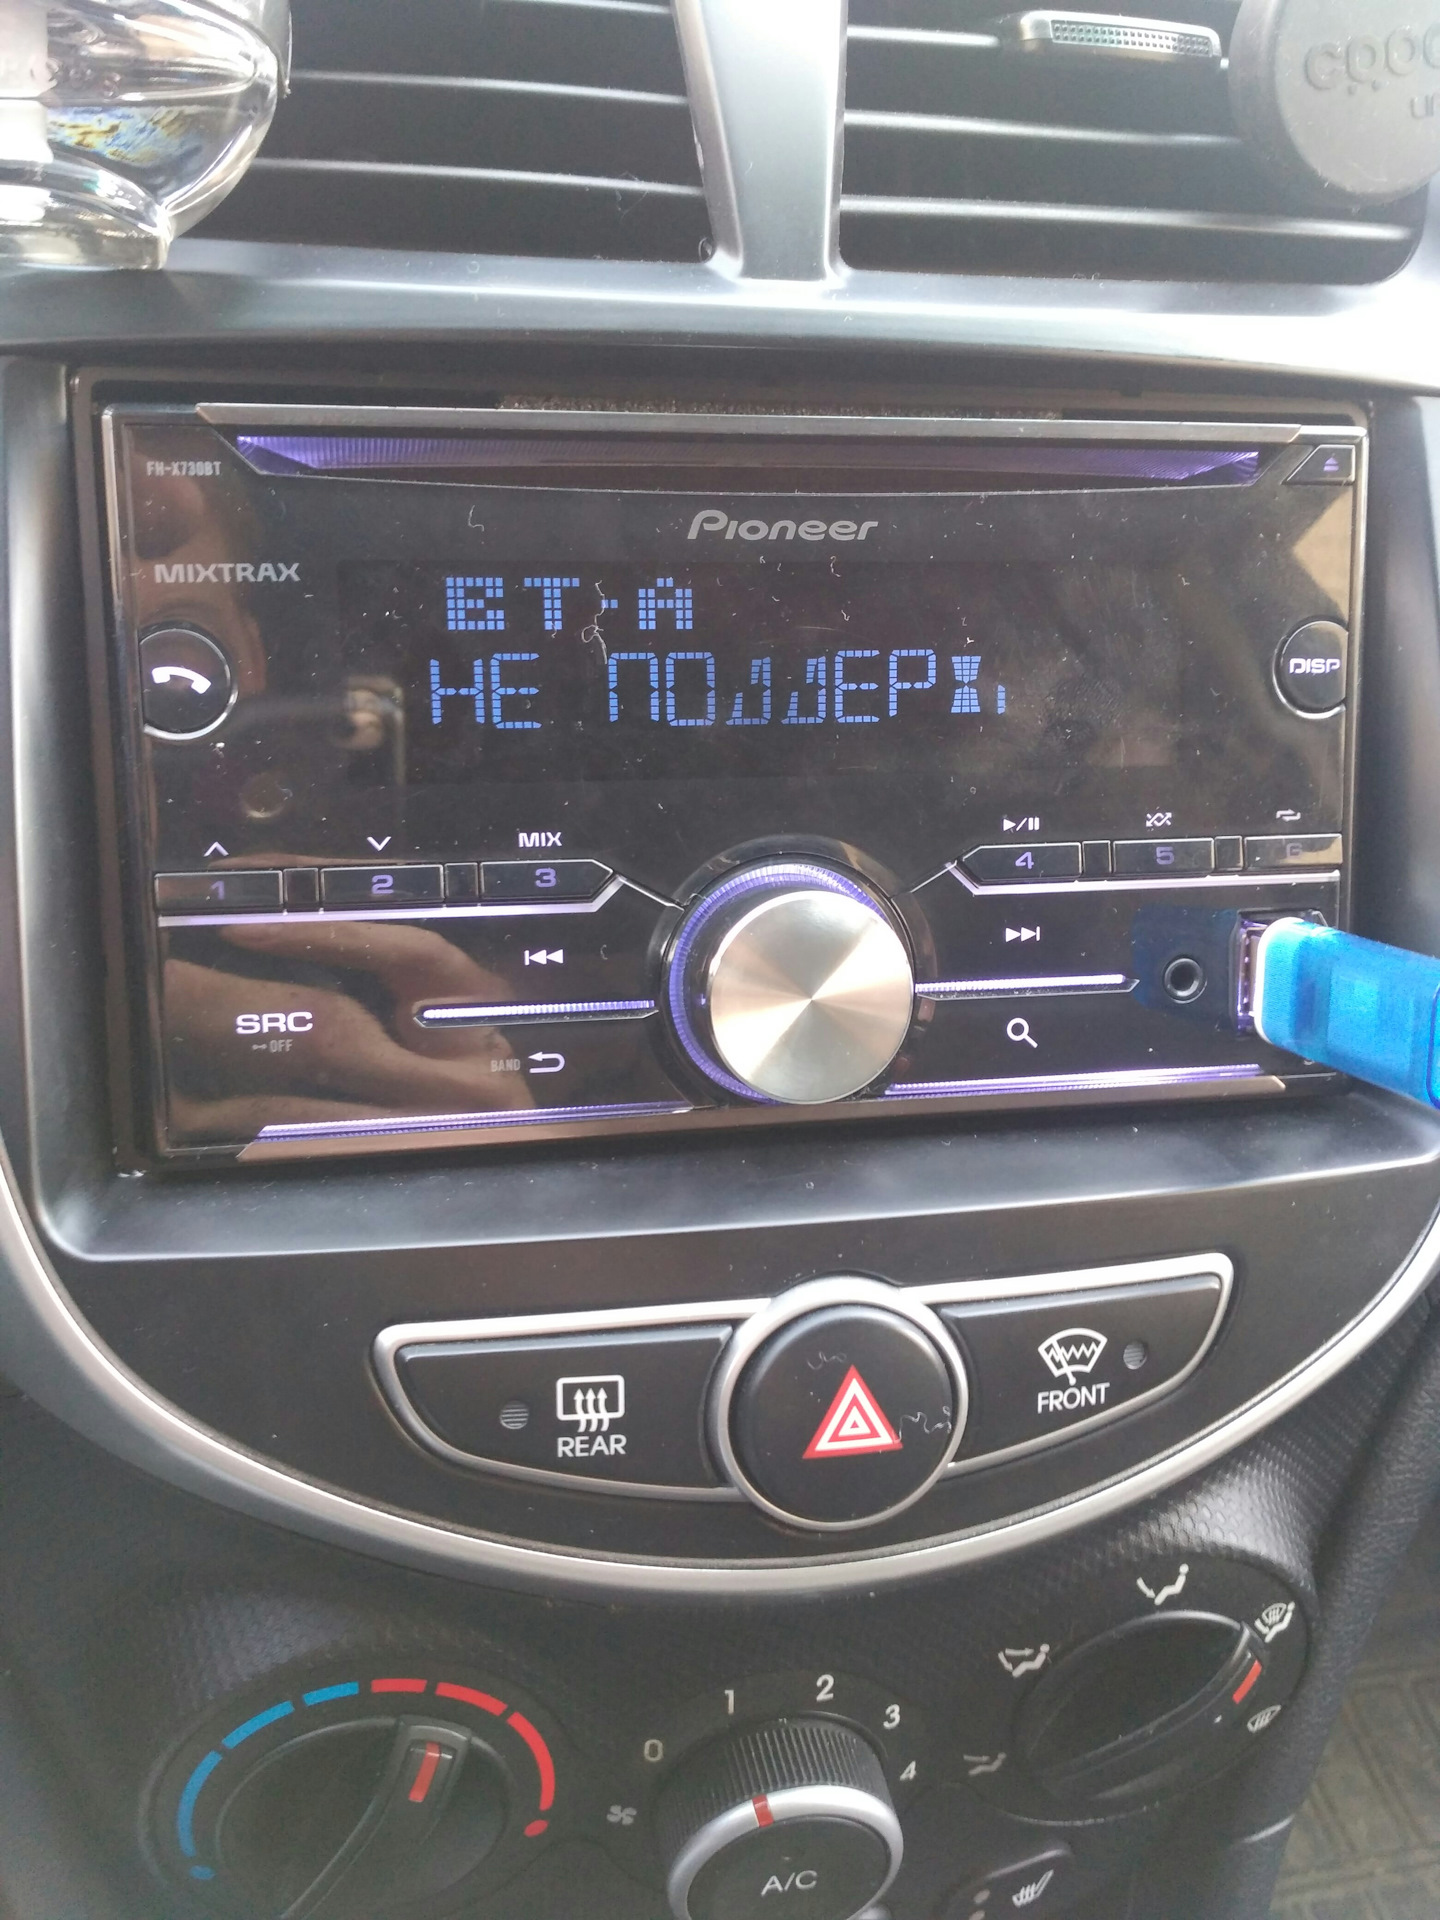 FH-X730BT
Pioneer
MIXTRAX
BT-A
НЕ ПОДДЕРЖ
DISP
MIX
1
2
3
4
5
6
SRC
OFF
BAND
REAR
FRONT
0
1
2
3
4
A/C